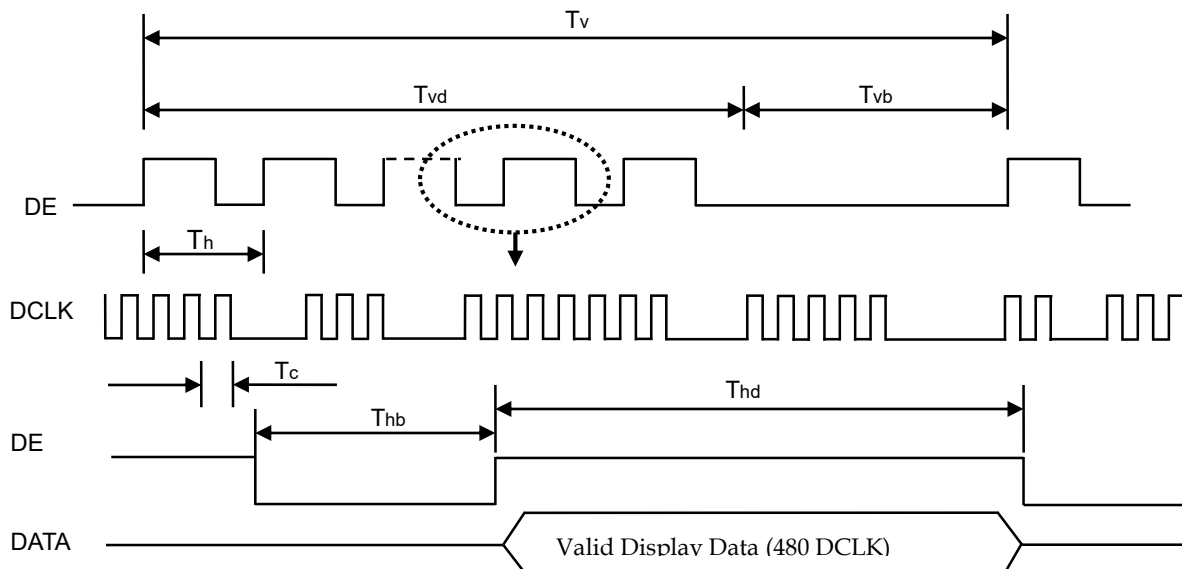 Tv
Tvd
Tvb
DE
Th
DCLK
Tc
Thd
Thb
DE
DATA
Valid Display Data (480 DCLK)